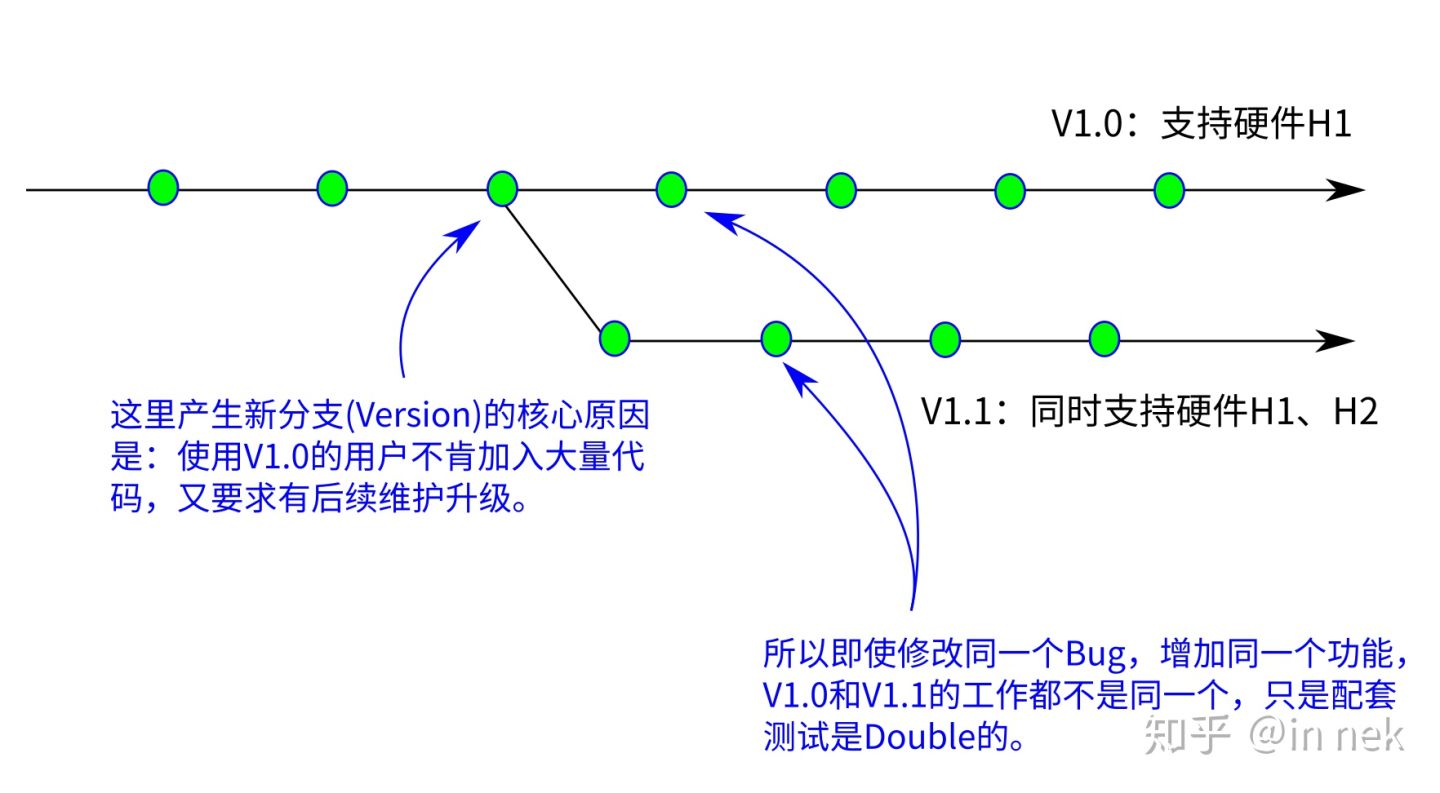 V1.0：支持硬件H1
V1.1：同时支持硬件H1、H2
这里产生新分支(Version)的核心原因
是：使用V1.0的用户不肯加入大量代
码，又要求有后续维护升级。
所以即使修改同一个Bug，增加同一个功能，
V1.0和V1.1的工作都不是同一个，只是配套
测试是Double的。
知乎 @in nek